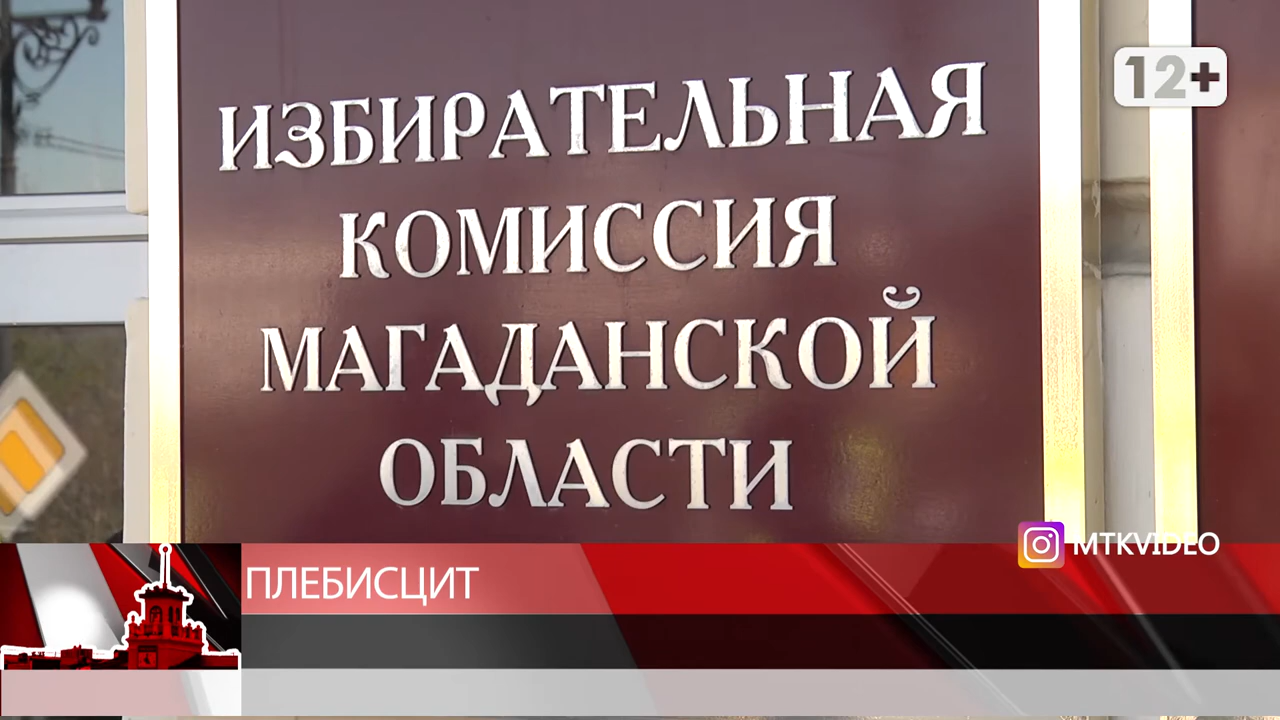 12+
ИЗБИРАТЕЛЬНАЯ
КОМИССИЯ
МАГАДАНСКОЙ
ОБЛАСТИ
MTKVIDEO
ПЛЕБИСЦИТ